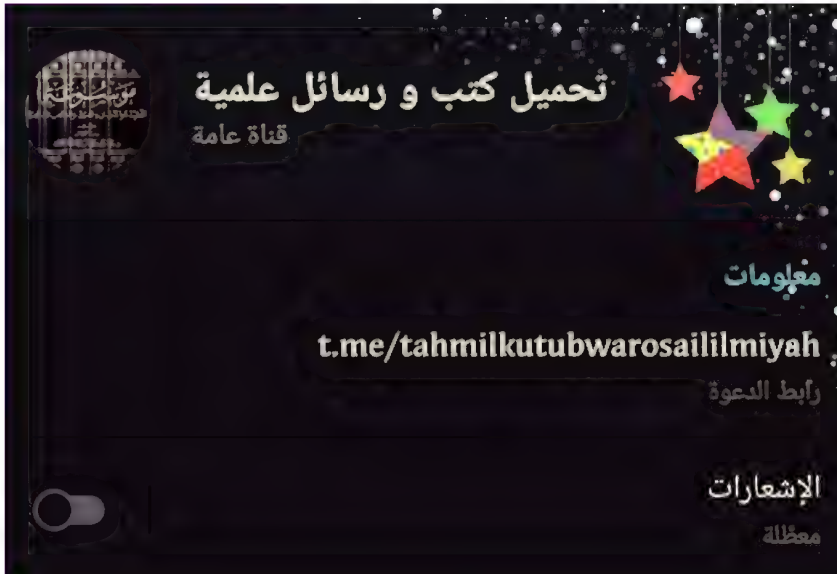 تحميل كتب و رسائل علمية
قناة عامة
معلومات
t.me/tahmilkutubwarosaililmiyah
رابط الدعوة
الإشعارات
معطلة